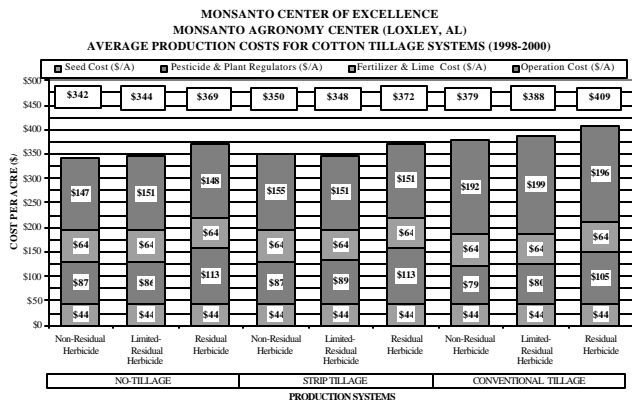 MONSANTO CENTER OF EXCELLENCE
MONSANTO AGRONOMY CENTER (LOXLEY, AL)
AVERAGE PRODUCTION COSTS FOR COTTON TILLAGE SYSTEMS (1998-2000)
Seed Cost ($/A) Pesticide & Plant Regulators ($/A) Fertilizer & Lime Cost ($/A) Operation Cost ($/A)
$500
$342 $344 $369 $350 $348 $372 $379 $388 $409
$450
$400
$350
$300
$250
$200
$150
$100
$50
$0
COST PER ACRE ($)
$147 $151 $148 $155 $151 $151 $192 $199 $196
$64 $64 $64 $64 $64 $64 $64 $64 $64
$87 $86 $113 $87 $89 $113 $79 $80 $105
$44 $44 $44 $44 $44 $44 $44 $44 $44
Non-Residual Herbicide
Limited-Residual Herbicide
Residual Herbicide
Non-Residual Herbicide
Limited-Residual Herbicide
Residual Herbicide
Non-Residual Herbicide
Limited-Residual Herbicide
Residual Herbicide
NO-TILLAGE STRIP TILLAGE CONVENTIONAL TILLAGE
PRODUCTION SYSTEMS